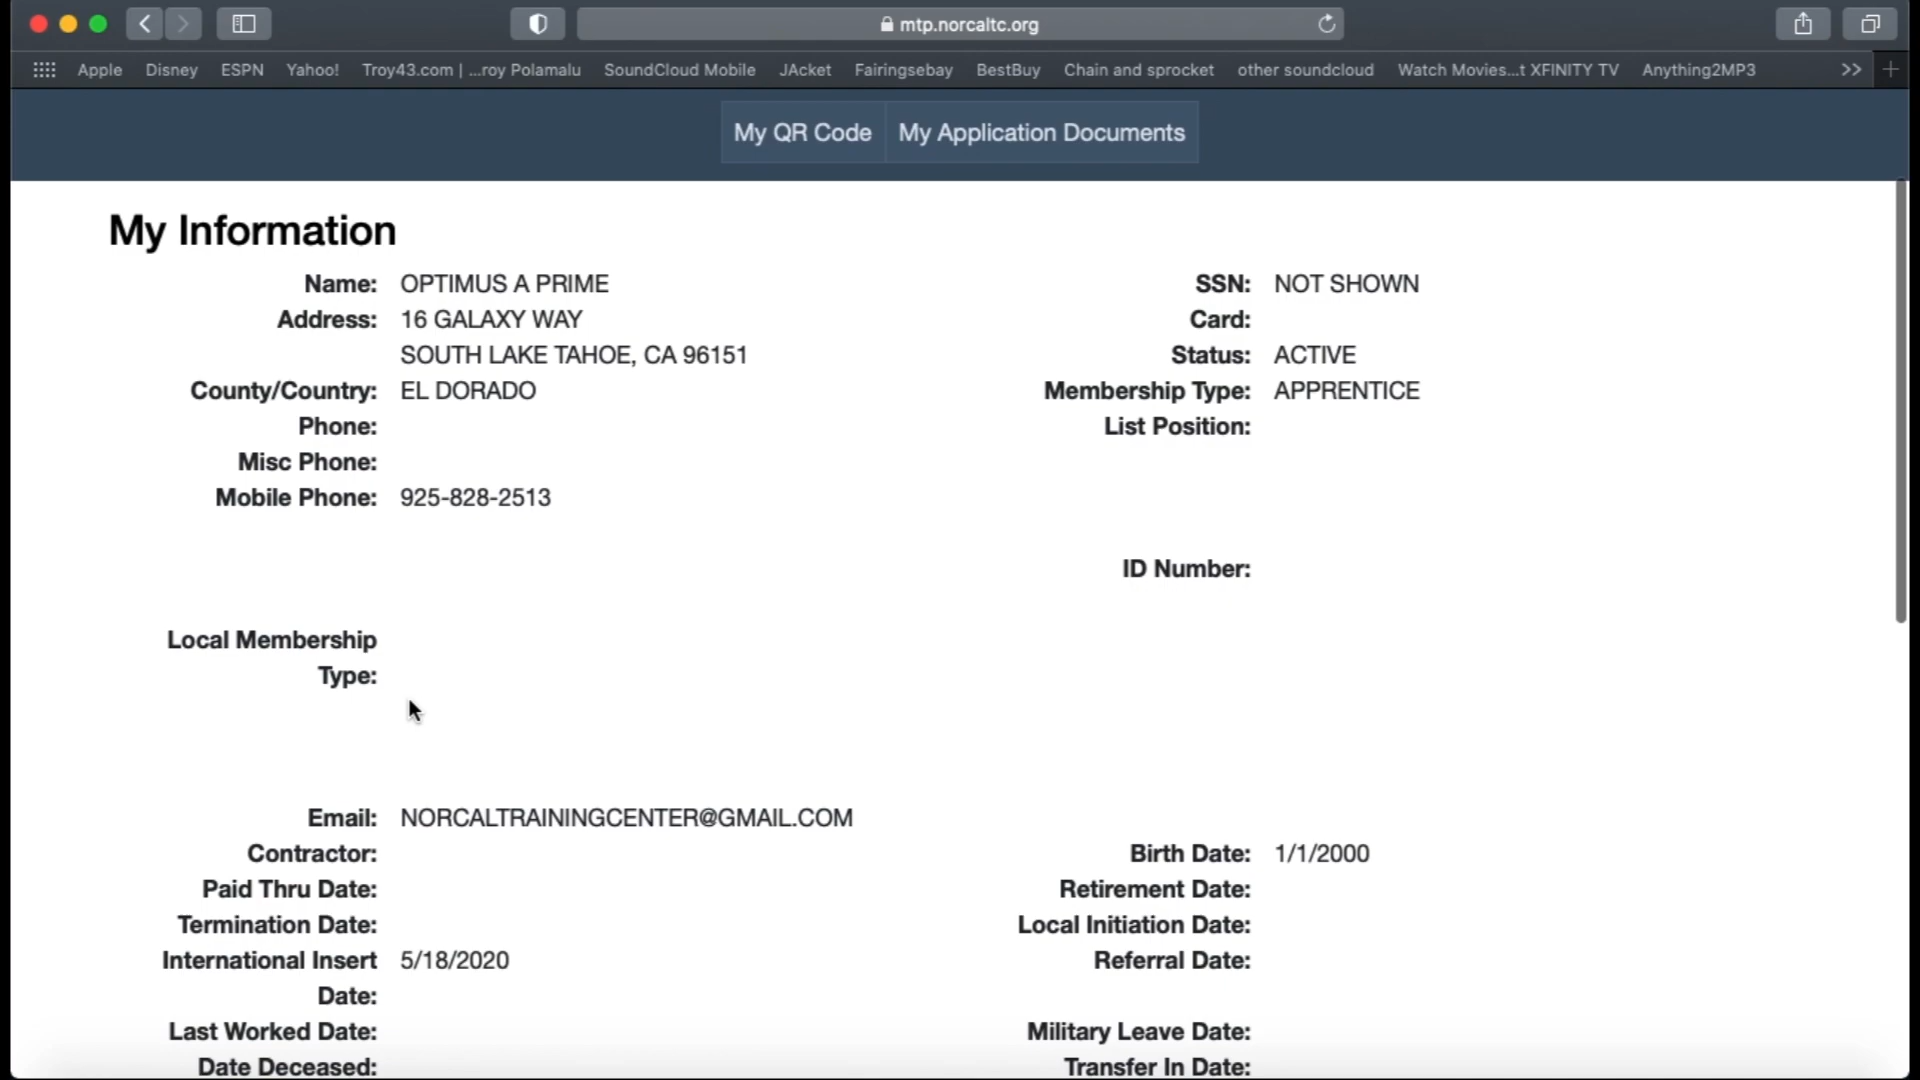 mtp.norcaltc.org
Apple Disney ESPN Yahoo! Troy43.com | ...roy Polamalu SoundCloud Mobile JAcket Fairingsebay BestBuy Chain and sprocket other soundcloud Watch Movies...t XFINITY TV Anything2MP3 >>
My QR Code My Application Documents
My Information
Name: OPTIMUS A PRIME SSN: NOT SHOWN
Address: 16 GALAXY WAY Card:
SOUTH LAKE TAHOE, CA 96151 Status: ACTIVE
County/Country: EL DORADO Membership Type: APPRENTICE
Phone: List Position:
Misc Phone:
Mobile Phone: 925-828-2513
ID Number:
Local Membership
Type:
Email: NORCALTRAININGCENTER@GMAIL.COM
Contractor: Birth Date: 1/1/2000
Paid Thru Date: Retirement Date:
Termination Date: Local Initiation Date:
International Insert 5/18/2020 Referral Date:
Date:
Last Worked Date: Military Leave Date:
Date Deceased: Transfer In Date: